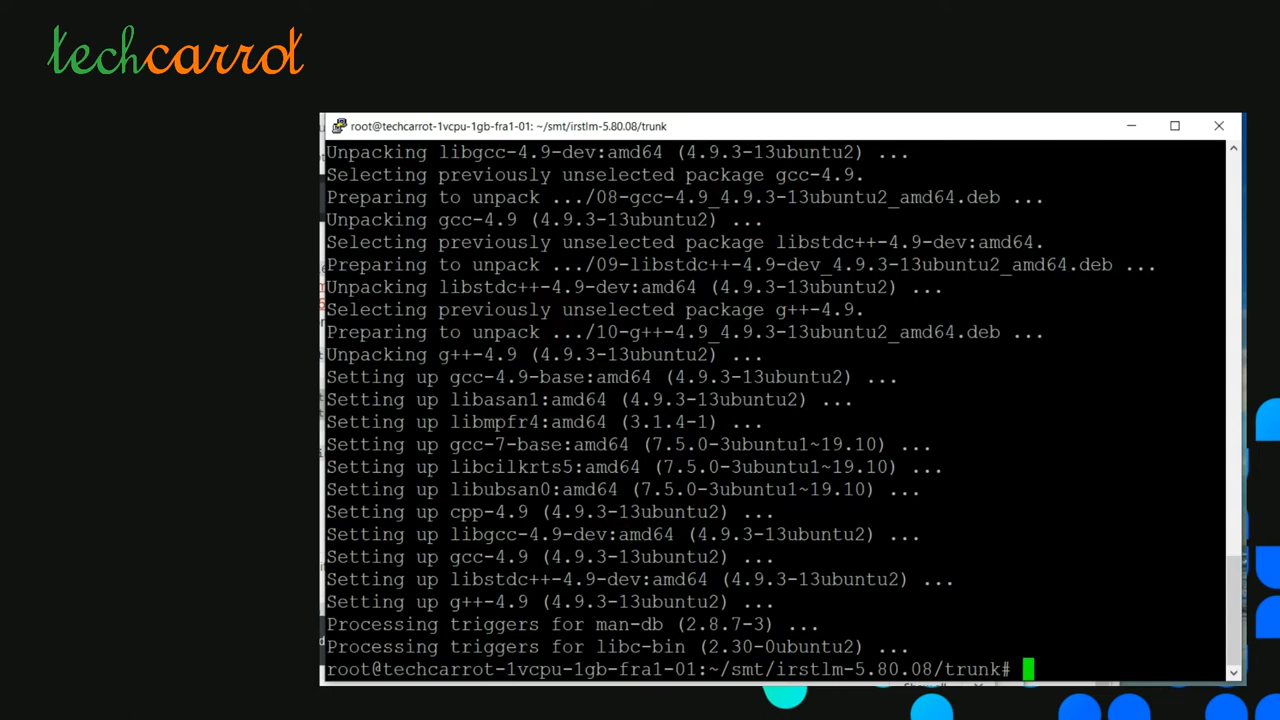 techcarrot
root@techcarrot-1vcpu-1gb-fra1-01: ~/smt/irstlm-5.80.08/trunk
Unpacking libgcc-4.9-dev:amd64 (4.9.3-13ubuntu2) ...
Selecting previously unselected package gcc-4.9.
Preparing to unpack .../08-gcc-4.9_4.9.3-13ubuntu2_amd64.deb ...
Unpacking gcc-4.9 (4.9.3-13ubuntu2) ...
Selecting previously unselected package libstdc++-4.9-dev:amd64.
Preparing to unpack .../09-libstdc++-4.9-dev_4.9.3-13ubuntu2_amd64.deb ...
Unpacking libstdc++-4.9-dev:amd64 (4.9.3-13ubuntu2) ...
Selecting previously unselected package g++-4.9.
Preparing to unpack .../10-g++-4.9_4.9.3-13ubuntu2_amd64.deb ...
Unpacking g++-4.9 (4.9.3-13ubuntu2) ...
Setting up gcc-4.9-base:amd64 (4.9.3-13ubuntu2) ...
Setting up libasan1:amd64 (4.9.3-13ubuntu2) ...
Setting up libmpfr4:amd64 (3.1.4-1) ...
Setting up gcc-7-base:amd64 (7.5.0-3ubuntu1~19.10) ...
Setting up libcilkrts5:amd64 (7.5.0-3ubuntu1~19.10) ...
Setting up libubsan0:amd64 (7.5.0-3ubuntu1~19.10) ...
Setting up cpp-4.9 (4.9.3-13ubuntu2) ...
Setting up libgcc-4.9-dev:amd64 (4.9.3-13ubuntu2) ...
Setting up gcc-4.9 (4.9.3-13ubuntu2) ...
Setting up libstdc++-4.9-dev:amd64 (4.9.3-13ubuntu2) ...
Setting up g++-4.9 (4.9.3-13ubuntu2) ...
Processing triggers for man-db (2.8.7-3) ...
Processing triggers for libc-bin (2.30-0ubuntu2) ...
root@techcarrot-1vcpu-1gb-fra1-01:~/smt/irstlm-5.80.08/trunk#